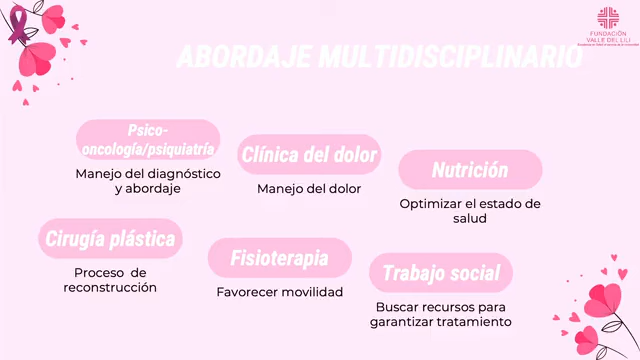 FUNDACIÓN
VALLE DEL LILI
ABORDAJE MULTIDISCIPLINARIO
Psico-
oncología/psiquiatría
Manejo del diagnóstico
y abordaje
Clínica del dolor
Manejo del dolor
Nutrición
Optimizar el estado de
salud
Cirugía plástica
Proceso de
reconstrucción
Fisioterapia
Favorecer movilidad
Trabajo social
Buscar recursos para
garantizar tratamiento